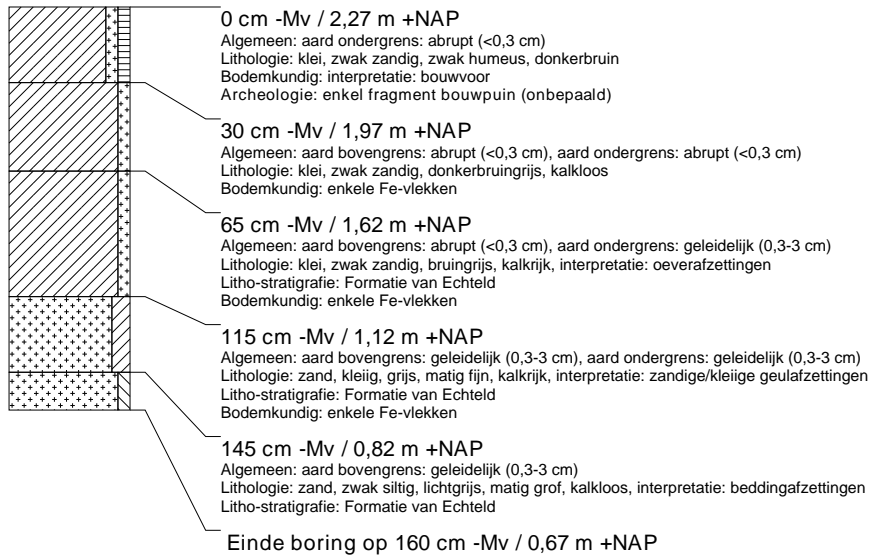 0 cm -Mv / 2,27 m +NAP
Algemeen: aard ondergrens: abrupt (<0,3 cm)
Lithologie: klei, zwak zandig, zwak humeus, donkerbruin
Bodemkundig: interpretatie: bouwvoor
Archeologie: enkel fragment bouwpuin (onbepaald)
30 cm -Mv / 1,97 m +NAP
Algemeen: aard bovengrens: abrupt (<0,3 cm), aard ondergrens: abrupt (<0,3 cm)
Lithologie: klei, zwak zandig, donkerbruingrijs, kalkloos
Bodemkundig: enkele Fe-vlekken
65 cm -Mv / 1,62 m +NAP
Algemeen: aard bovengrens: abrupt (<0,3 cm), aard ondergrens: geleidelijk (0,3-3 cm)
Lithologie: klei, zwak zandig, bruingrijs, kalkrijk, interpretatie: oeverafzettingen
Litho-stratigrafie: Formatie van Echteld
Bodemkundig: enkele Fe-vlekken
115 cm -Mv / 1,12 m +NAP
Algemeen: aard bovengrens: geleidelijk (0,3-3 cm), aard ondergrens: geleidelijk (0,3-3 cm)
Lithologie: zand, kleiig, grijs, matig fijn, kalkrijk, interpretatie: zandige/kleiige geulafzettingen
Litho-stratigrafie: Formatie van Echteld
Bodemkundig: enkele Fe-vlekken
145 cm -Mv / 0,82 m +NAP
Algemeen: aard bovengrens: geleidelijk (0,3-3 cm)
Lithologie: zand, zwak siltig, lichtgrijs, matig grof, kalkloos, interpretatie: beddingafzettingen
Litho-stratigrafie: Formatie van Echteld
Einde boring op 160 cm -Mv / 0,67 m +NAP